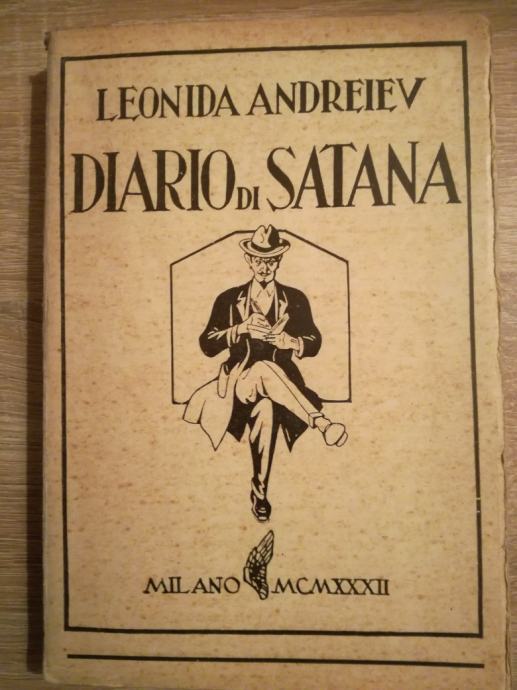 LEONIDA ANDREIEV
DIARIO DI SATANA
MILANO MCMXXXII